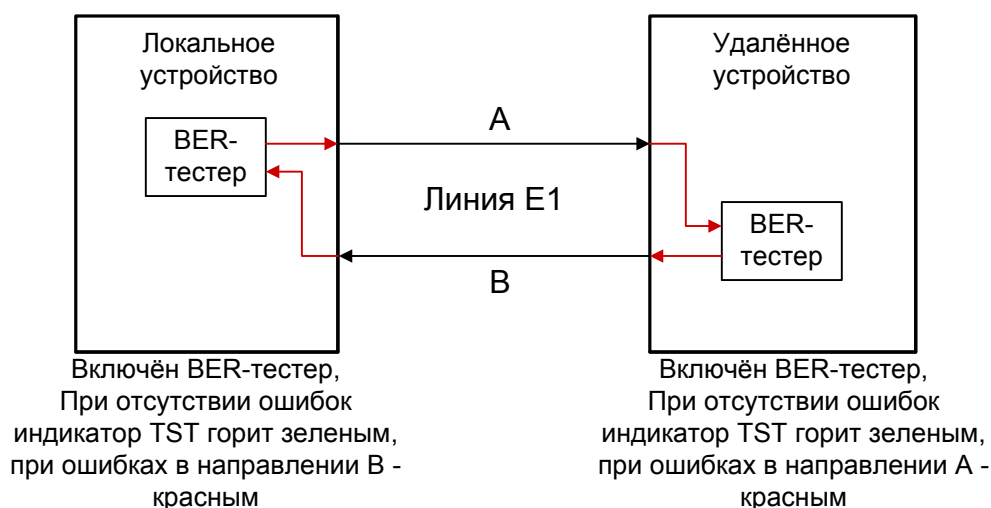 Локальное
устройство
Удалённое
устройство
BER-
тестер
A
Линия E1
B
BER-
тестер
Включён BER-тестер,
При отсутствии ошибок
индикатор TST горит зеленым,
при ошибках в направлении B -
красным
Включён BER-тестер,
При отсутствии ошибок
индикатор TST горит зеленым,
при ошибках в направлении A -
красным